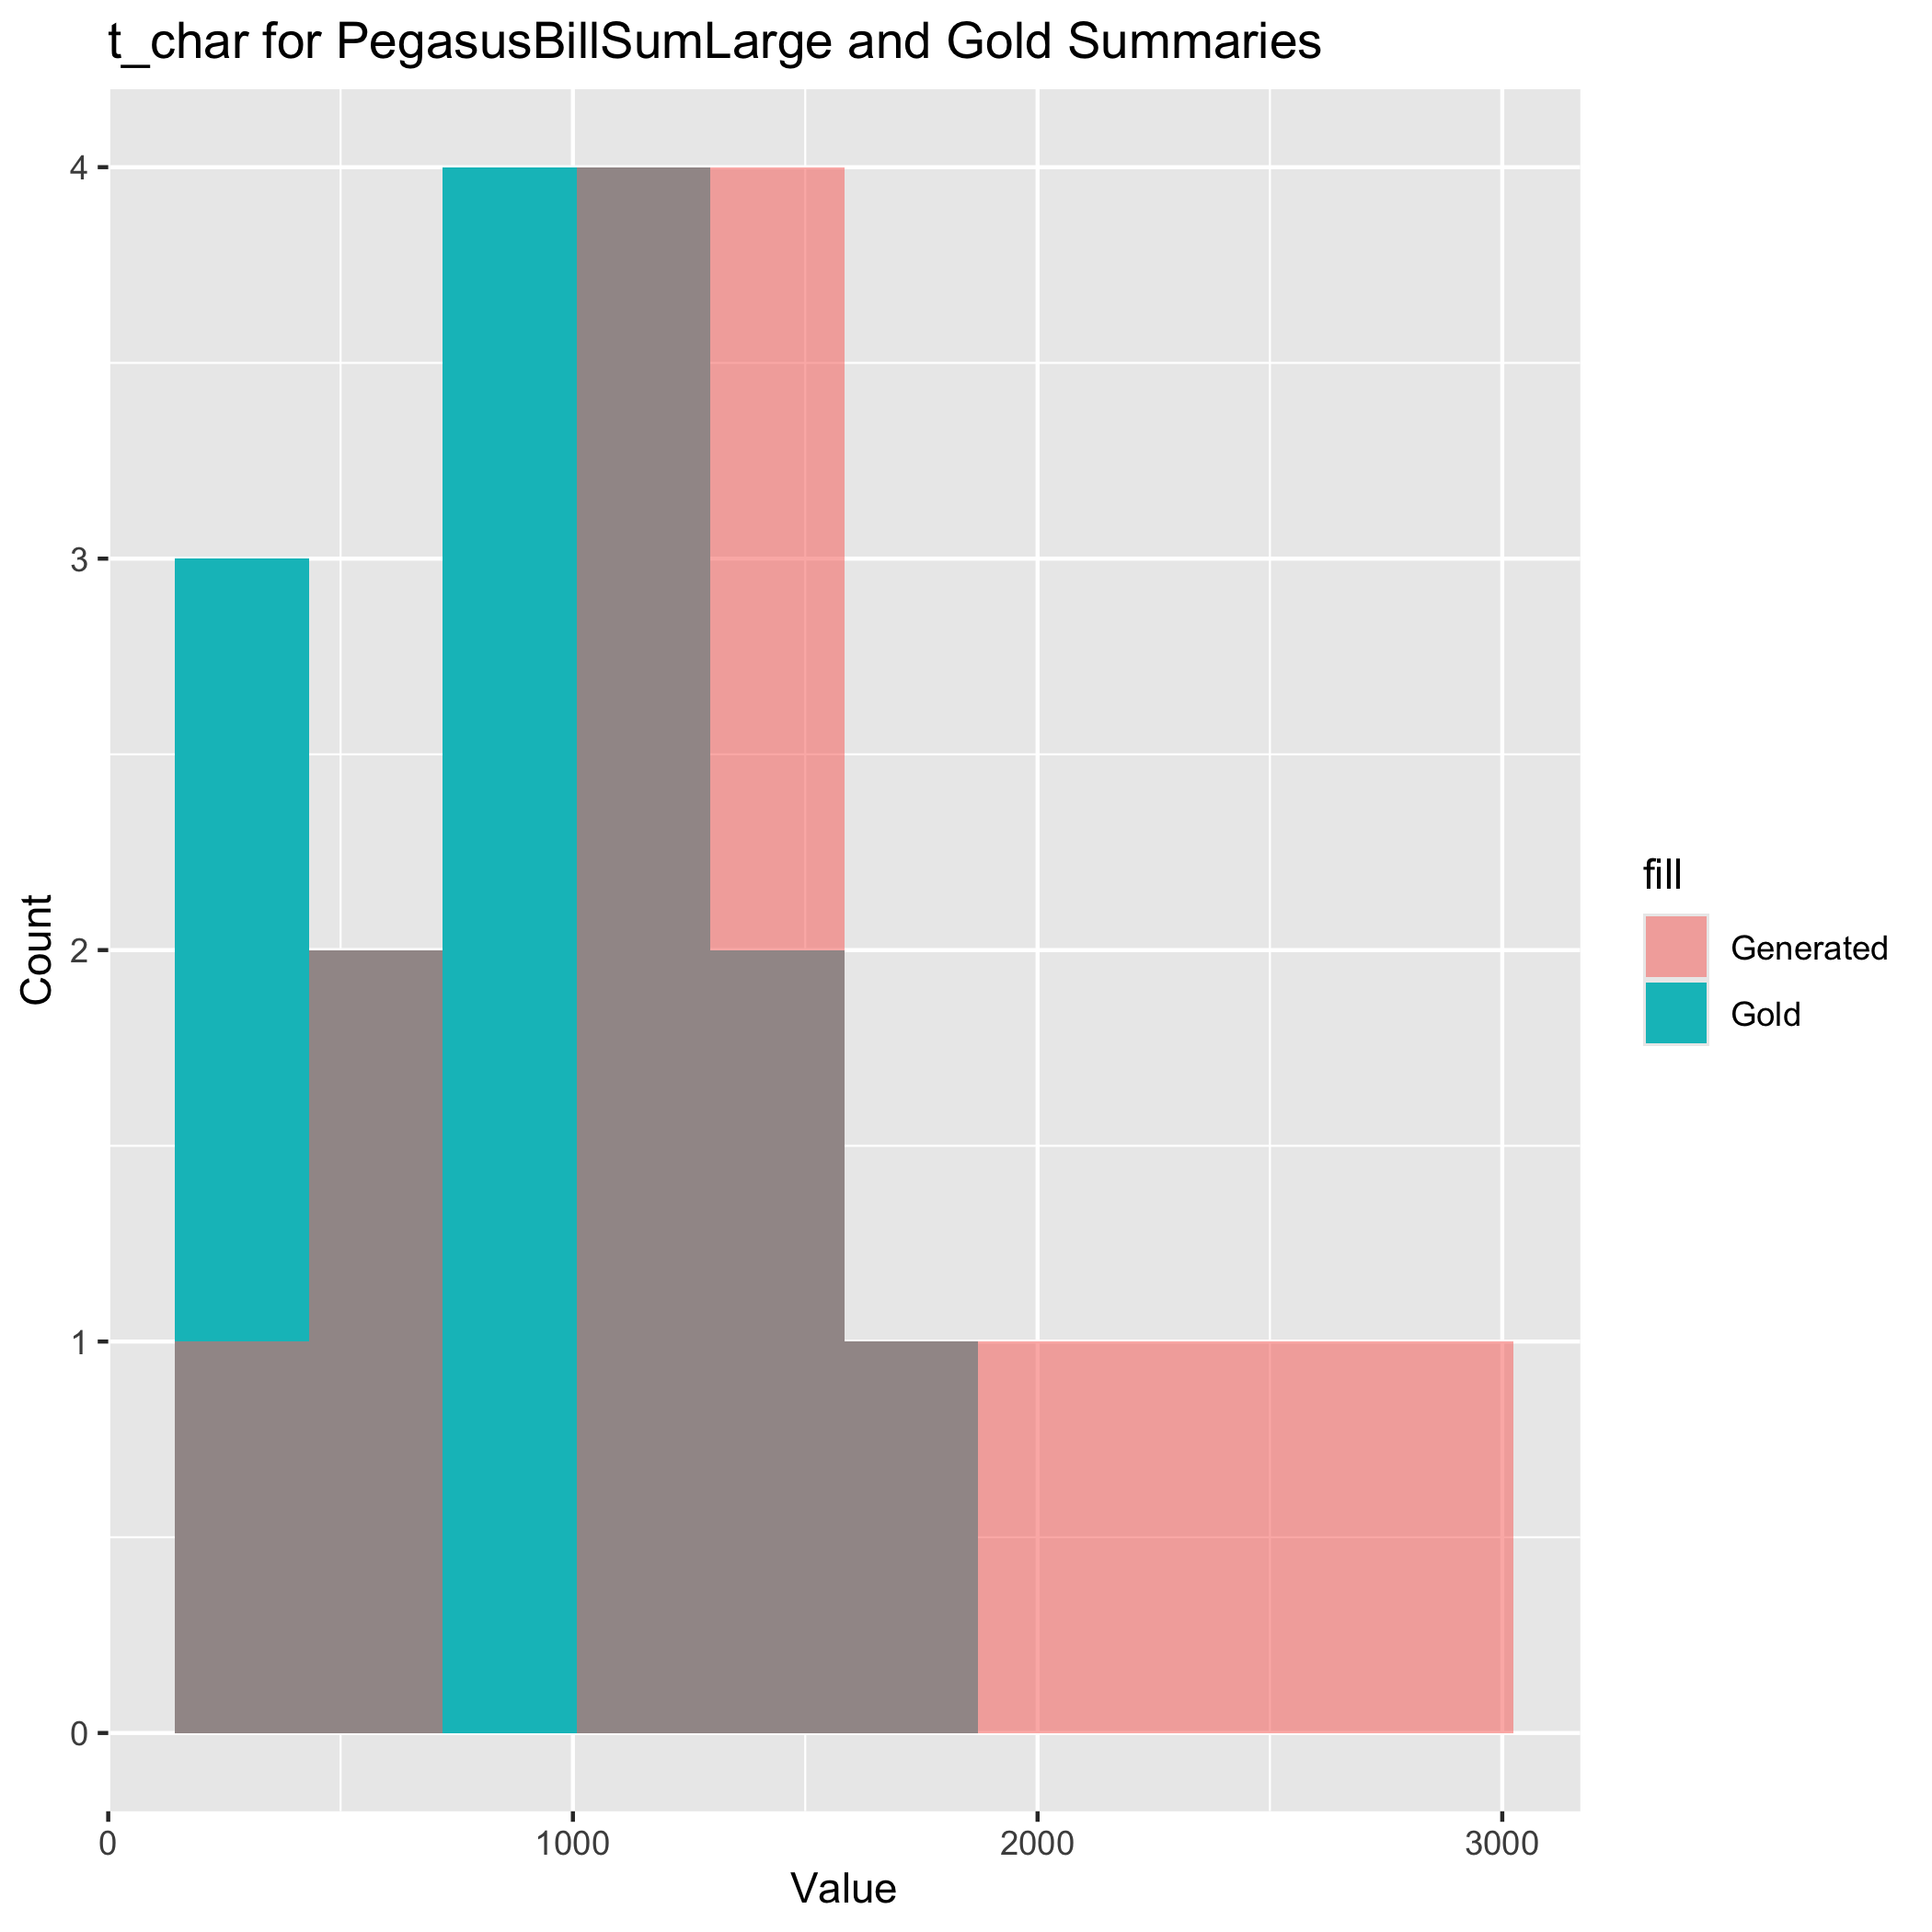 t_char for PegasusBillSumLarge and Gold Summaries
4
3
2
1
0
Count
0 1000 2000 3000
Value
fill
Generated
Gold